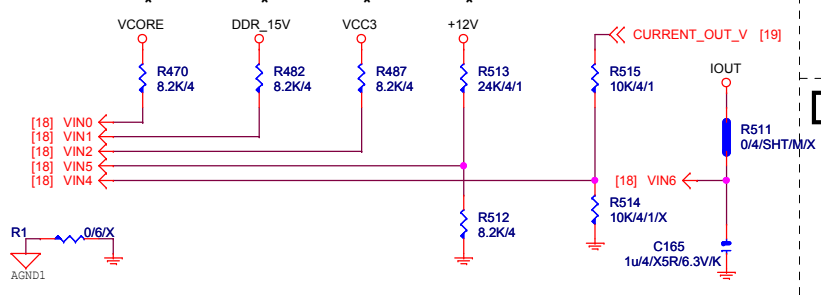 VCORE DDR_15V VCC3 +12V CURRENT_OUT_V [19]
IOUT
R470 R482 R487 R513 R515
8.2K/4 8.2K/4 8.2K/4 24K/4/1 10K/4/1
R511
0/4/SHT/M/X
[18] VIN0
[18] VIN1
[18] VIN2
[18] VIN5
[18] VIN4
[18] VIN6
R512 R514
8.2K/4 10K/4/1/X
R1 0/6/X
AGND1
C165
1u/4/X5R/6.3V/K